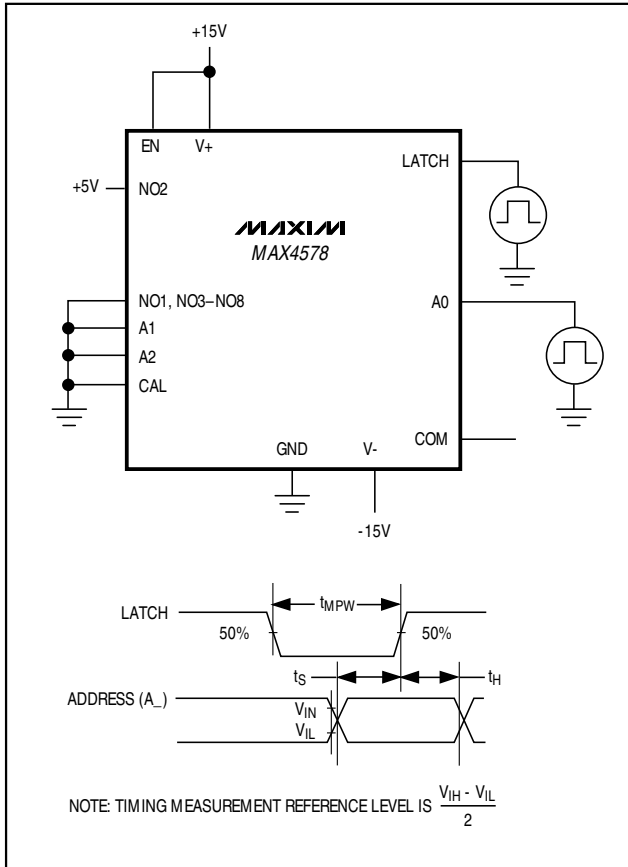 +15V
EN V+
LATCH
+5V NO2
MAXIM
MAX4578
NO1, NO3–NO8
A0
A1
A2
CAL
COM
GND V-
-15V
tMPW
LATCH
50% 50%
tS tH
ADDRESS (A_)
VIN
VIL
NOTE: TIMING MEASUREMENT REFERENCE LEVEL IS VIH - VIL
2